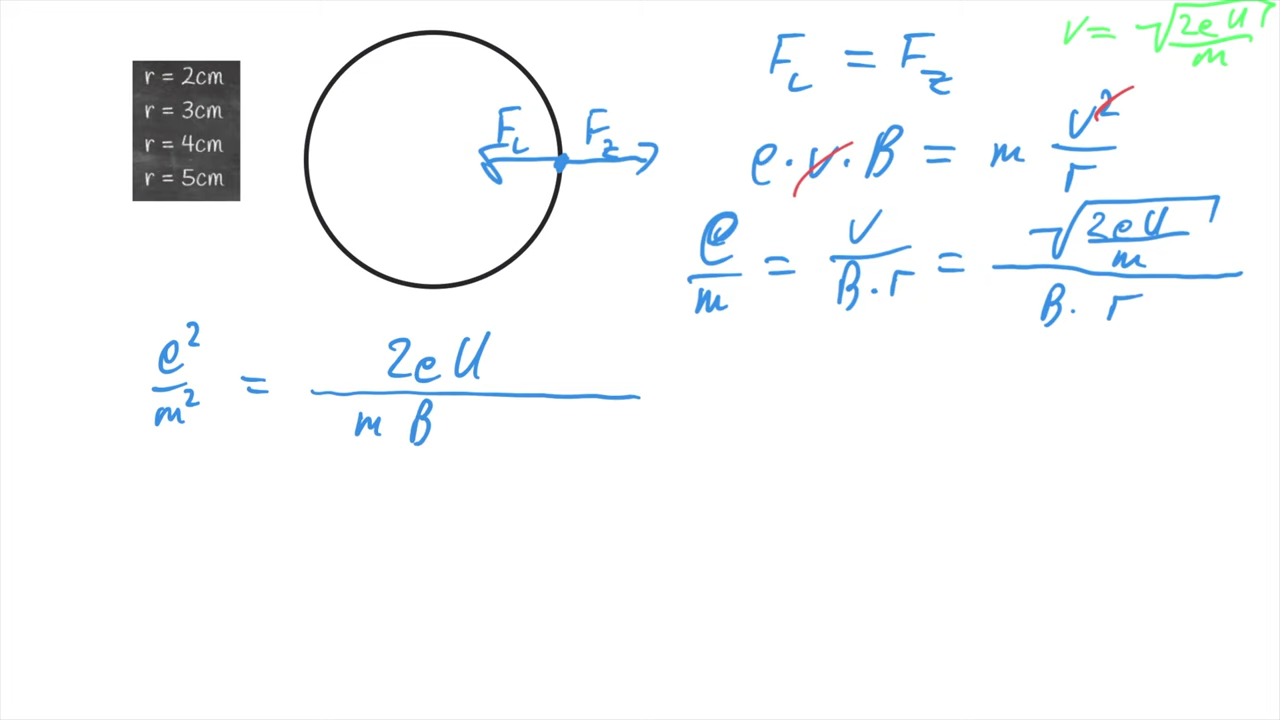 r = 2cm
r = 3cm
r = 4cm
r = 5cm
F_L F_z
v = √(2eU/m)
F_L = F_z
e · v · B = m v²/r
e/m = v/(B · r) = √(2eU/m)/(B · r)
e²/m² = 2eU/(m B